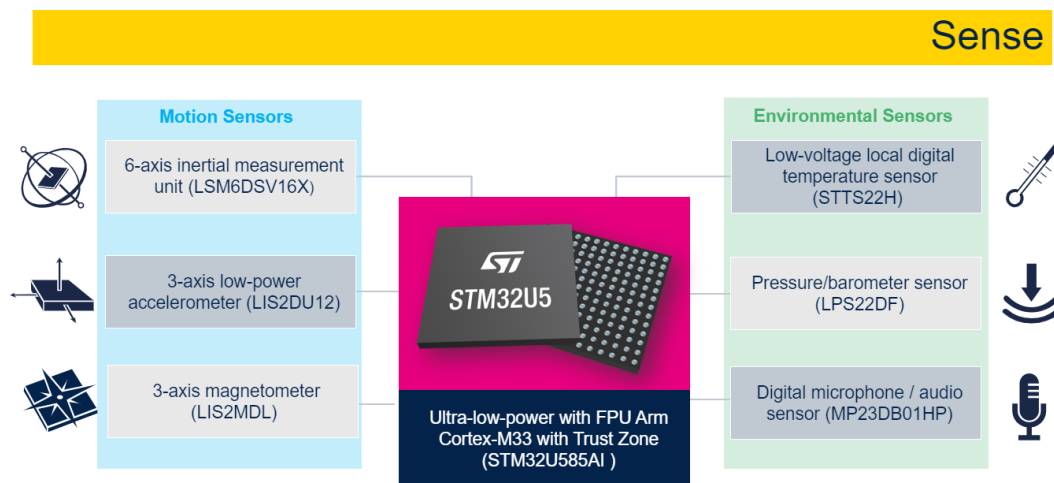 Sense
Motion Sensors
6-axis inertial measurement
unit (LSM6DSV16X)
3-axis low-power
accelerometer (LIS2DU12)
3-axis magnetometer
(LIS2MDL)
ST
STM32U5
Ultra-low-power with FPU Arm
Cortex-M33 with Trust Zone
(STM32U585AI )
Environmental Sensors
Low-voltage local digital
temperature sensor
(STTS22H)
Pressure/barometer sensor
(LPS22DF)
Digital microphone / audio
sensor (MP23DB01HP)